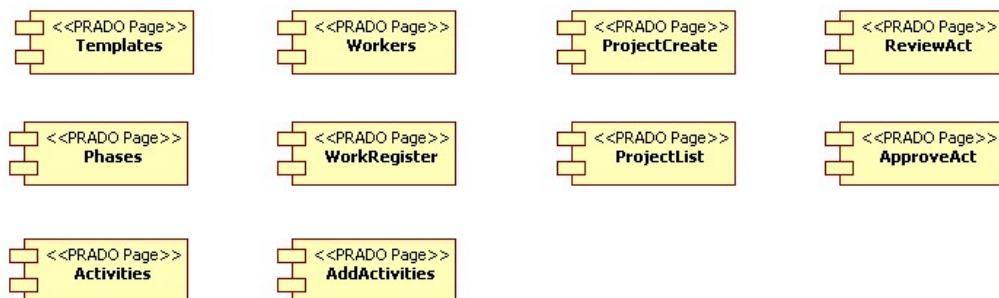 <<PRADO Page>>
Templates
<<PRADO Page>>
Workers
<<PRADO Page>>
ProjectCreate
<<PRADO Page>>
ReviewAct
<<PRADO Page>>
Phases
<<PRADO Page>>
WorkRegister
<<PRADO Page>>
ProjectList
<<PRADO Page>>
ApproveAct
<<PRADO Page>>
Activities
<<PRADO Page>>
AddActivities